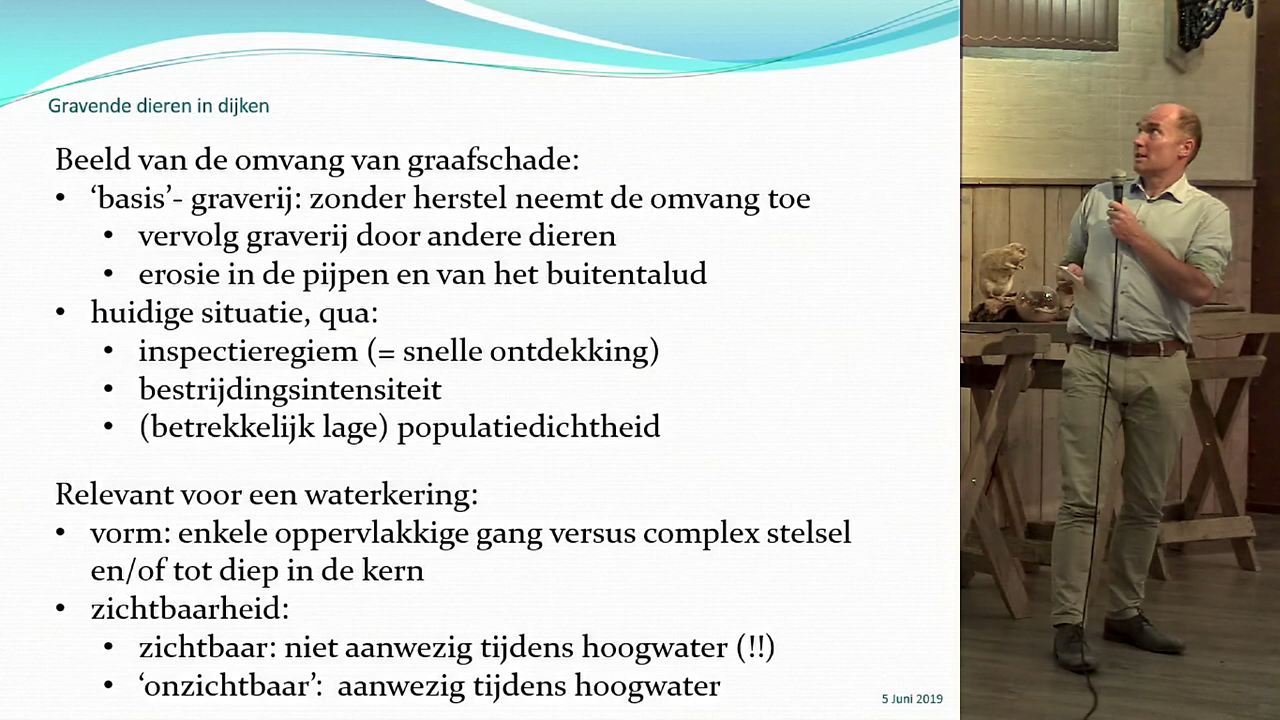 Gravende dieren in dijken
Beeld van de omvang van graafschade:
• ‘basis’- graverij: zonder herstel neemt de omvang toe
• vervolg graverij door andere dieren
• erosie in de pijpen en van het buitentalud
• huidige situatie, qua:
• inspectieregiem (= snelle ontdekking)
• bestrijdingsintensiteit
• (betrekkelijk lage) populatiedichtheid
Relevant voor een waterkering:
• vorm: enkele oppervlakkige gang versus complex stelsel
en/of tot diep in de kern
• zichtbaarheid:
• zichtbaar: niet aanwezig tijdens hoogwater (!!)
• ‘onzichtbaar’:  aanwezig tijdens hoogwater
5 Juni 2019